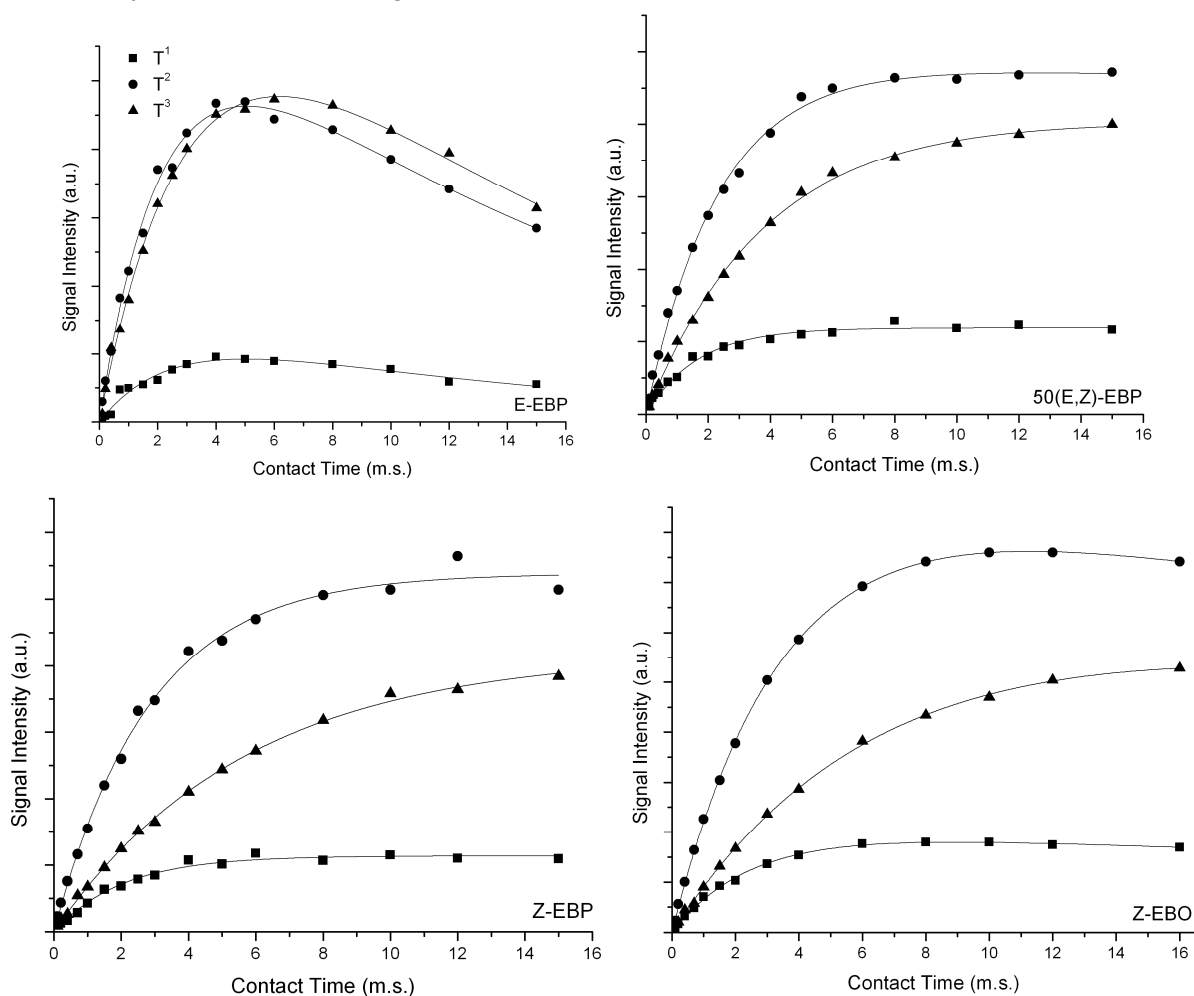 T¹
T²
T³
Signal Intensity (a.u.)
E-EBP
0 2 4 6 8 10 12 14 16
Contact Time (m.s.)
Signal Intensity (a.u.)
50(E,Z)-EBP
0 2 4 6 8 10 12 14 16
Contact Time (m.s.)
Signal Intensity (a.u.)
Z-EBP
0 2 4 6 8 10 12 14 16
Contact Time (m.s.)
Signal Intensity (a.u.)
Z-EBO
0 2 4 6 8 10 12 14 16
Contact Time (m.s.)